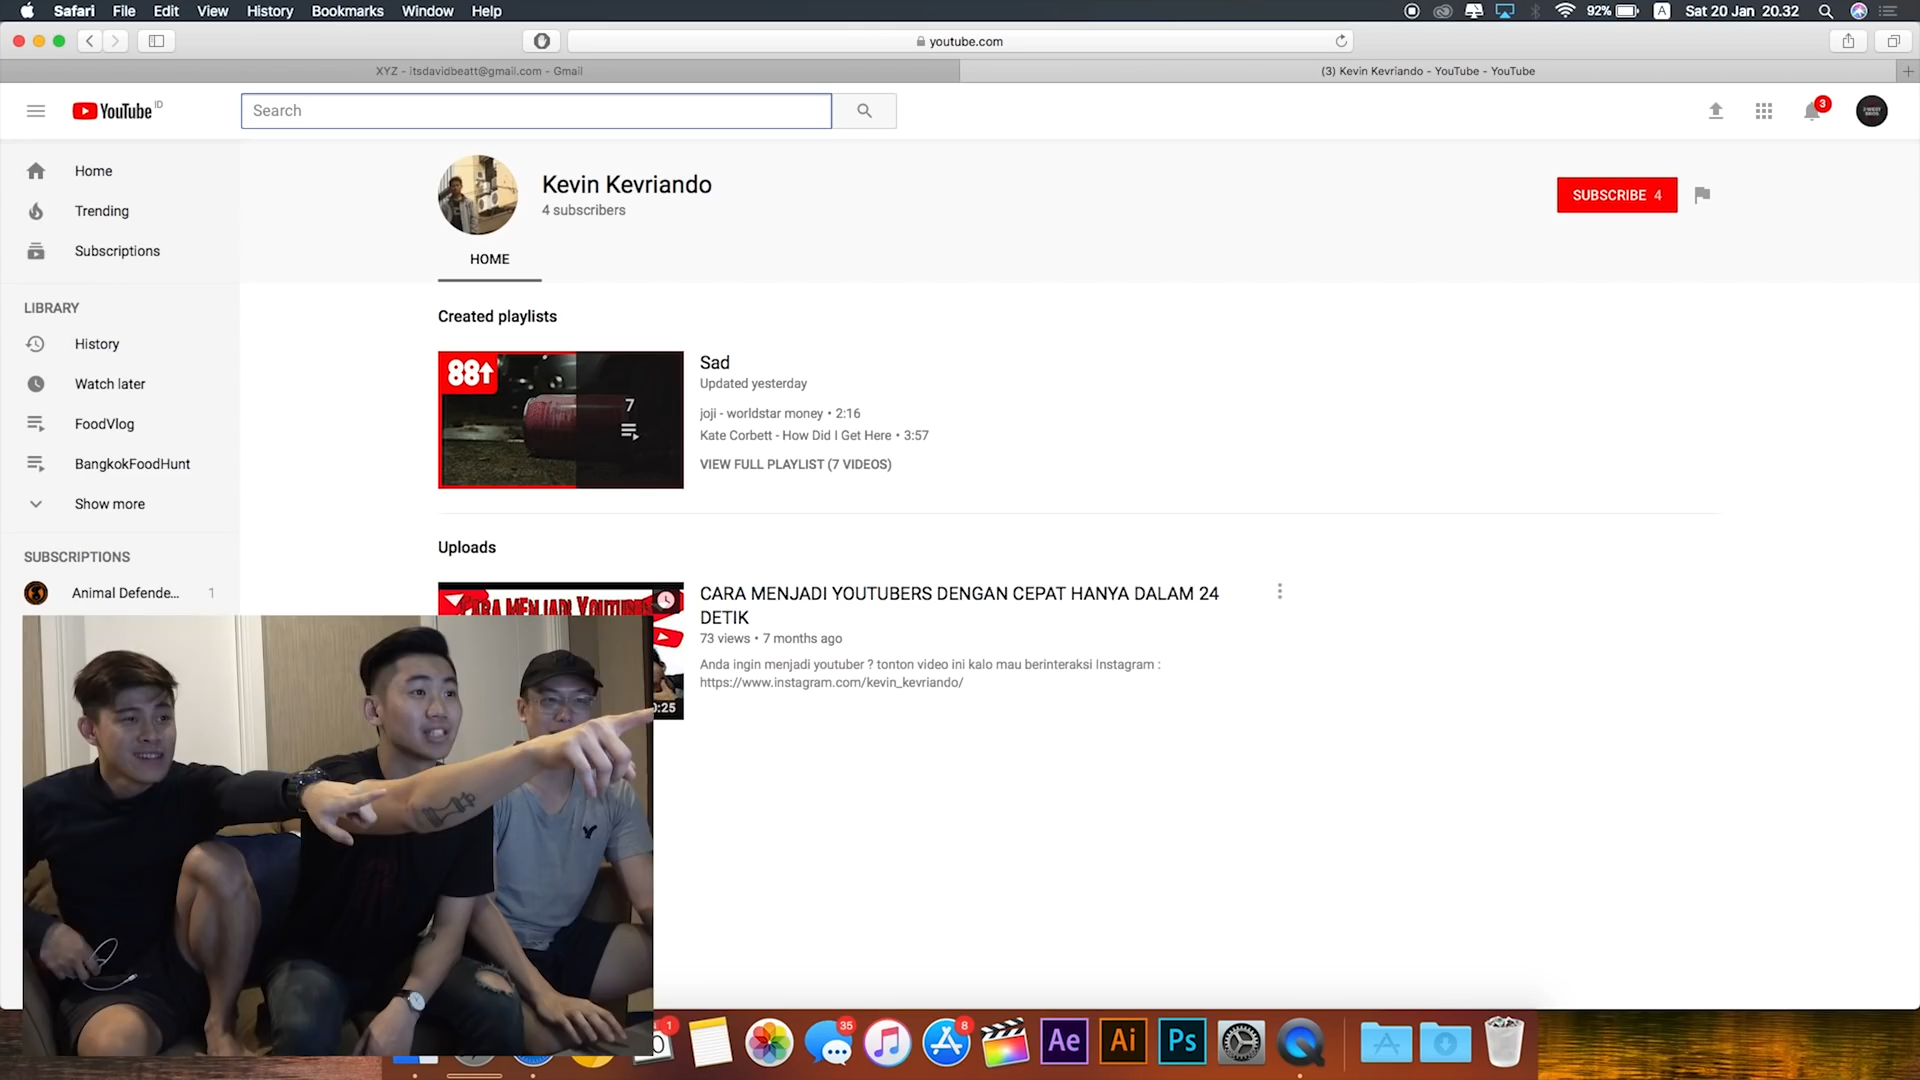 Safari File Edit View History Bookmarks Window Help
92% A Sat 20 Jan 20.32
youtube.com
XYZ - itsdavidbeatt@gmail.com - Gmail
(3) Kevin Kevriando - YouTube - YouTube
YouTube ID
Search
3
Home
Trending
Subscriptions
LIBRARY
History
Watch later
FoodVlog
BangkokFoodHunt
Show more
SUBSCRIPTIONS
Animal Defende... 1
Kevin Kevriando
4 subscribers
SUBSCRIBE 4
HOME
Created playlists
88↑
7
Sad
Updated yesterday
joji - worldstar money • 2:16
Kate Corbett - How Did I Get Here • 3:57
VIEW FULL PLAYLIST (7 VIDEOS)
Uploads
CARA MENJADI YOUTUBERS DENGAN CEPAT HANYA DALAM 24
DETIK
73 views • 7 months ago
Anda ingin menjadi youtuber ? tonton video ini kalo mau berinteraksi Instagram :
https://www.instagram.com/kevin_kevriando/
CARA MENJADI
0:25
1
35
8
Ae
Ai
Ps